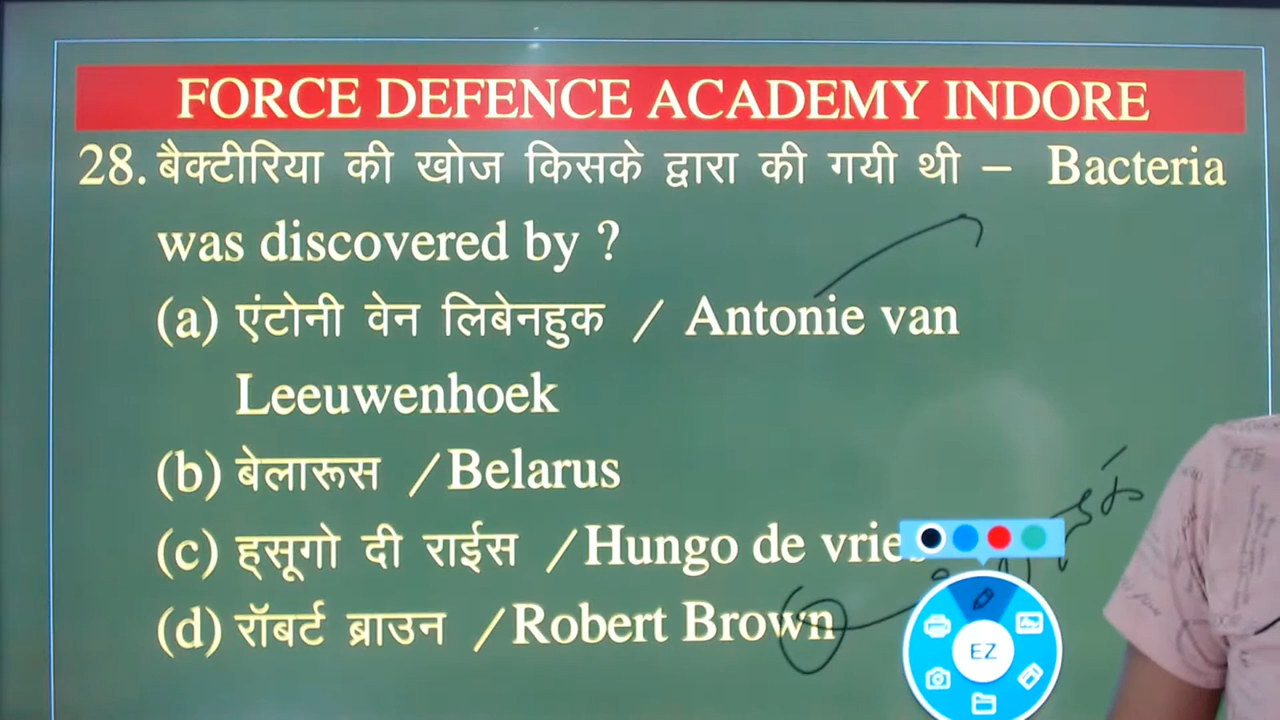 FORCE DEFENCE ACADEMY INDORE
28. बैक्टीरिया की खोज किसके द्वारा की गयी थी – Bacteria
was discovered by ?
(a) एंटोनी वेन लिबेनहुक / Antonie van
Leeuwenhoek
(b) बेलारूस /Belarus
(c) ह्सूगो दी राईस /Hungo de vries
(d) रॉबर्ट ब्राउन /Robert Brown
EZ